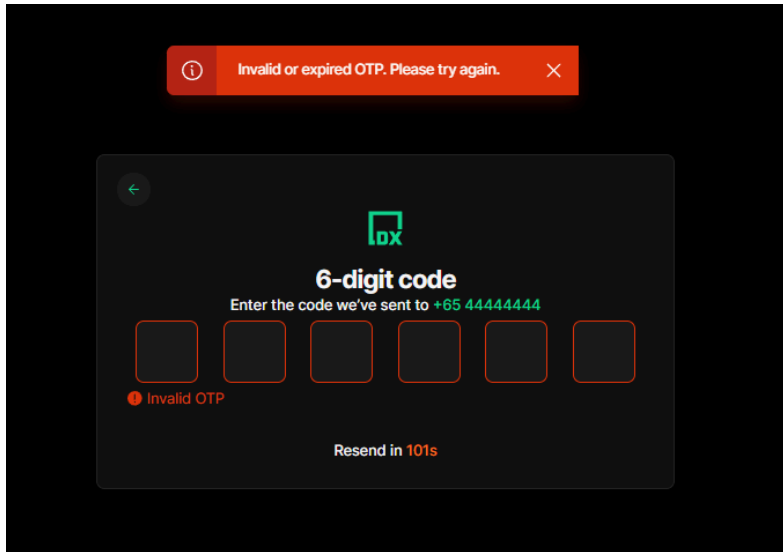 Invalid or expired OTP. Please try again.
DX
6-digit code
Enter the code we've sent to +65 44444444
Invalid OTP
Resend in 101s